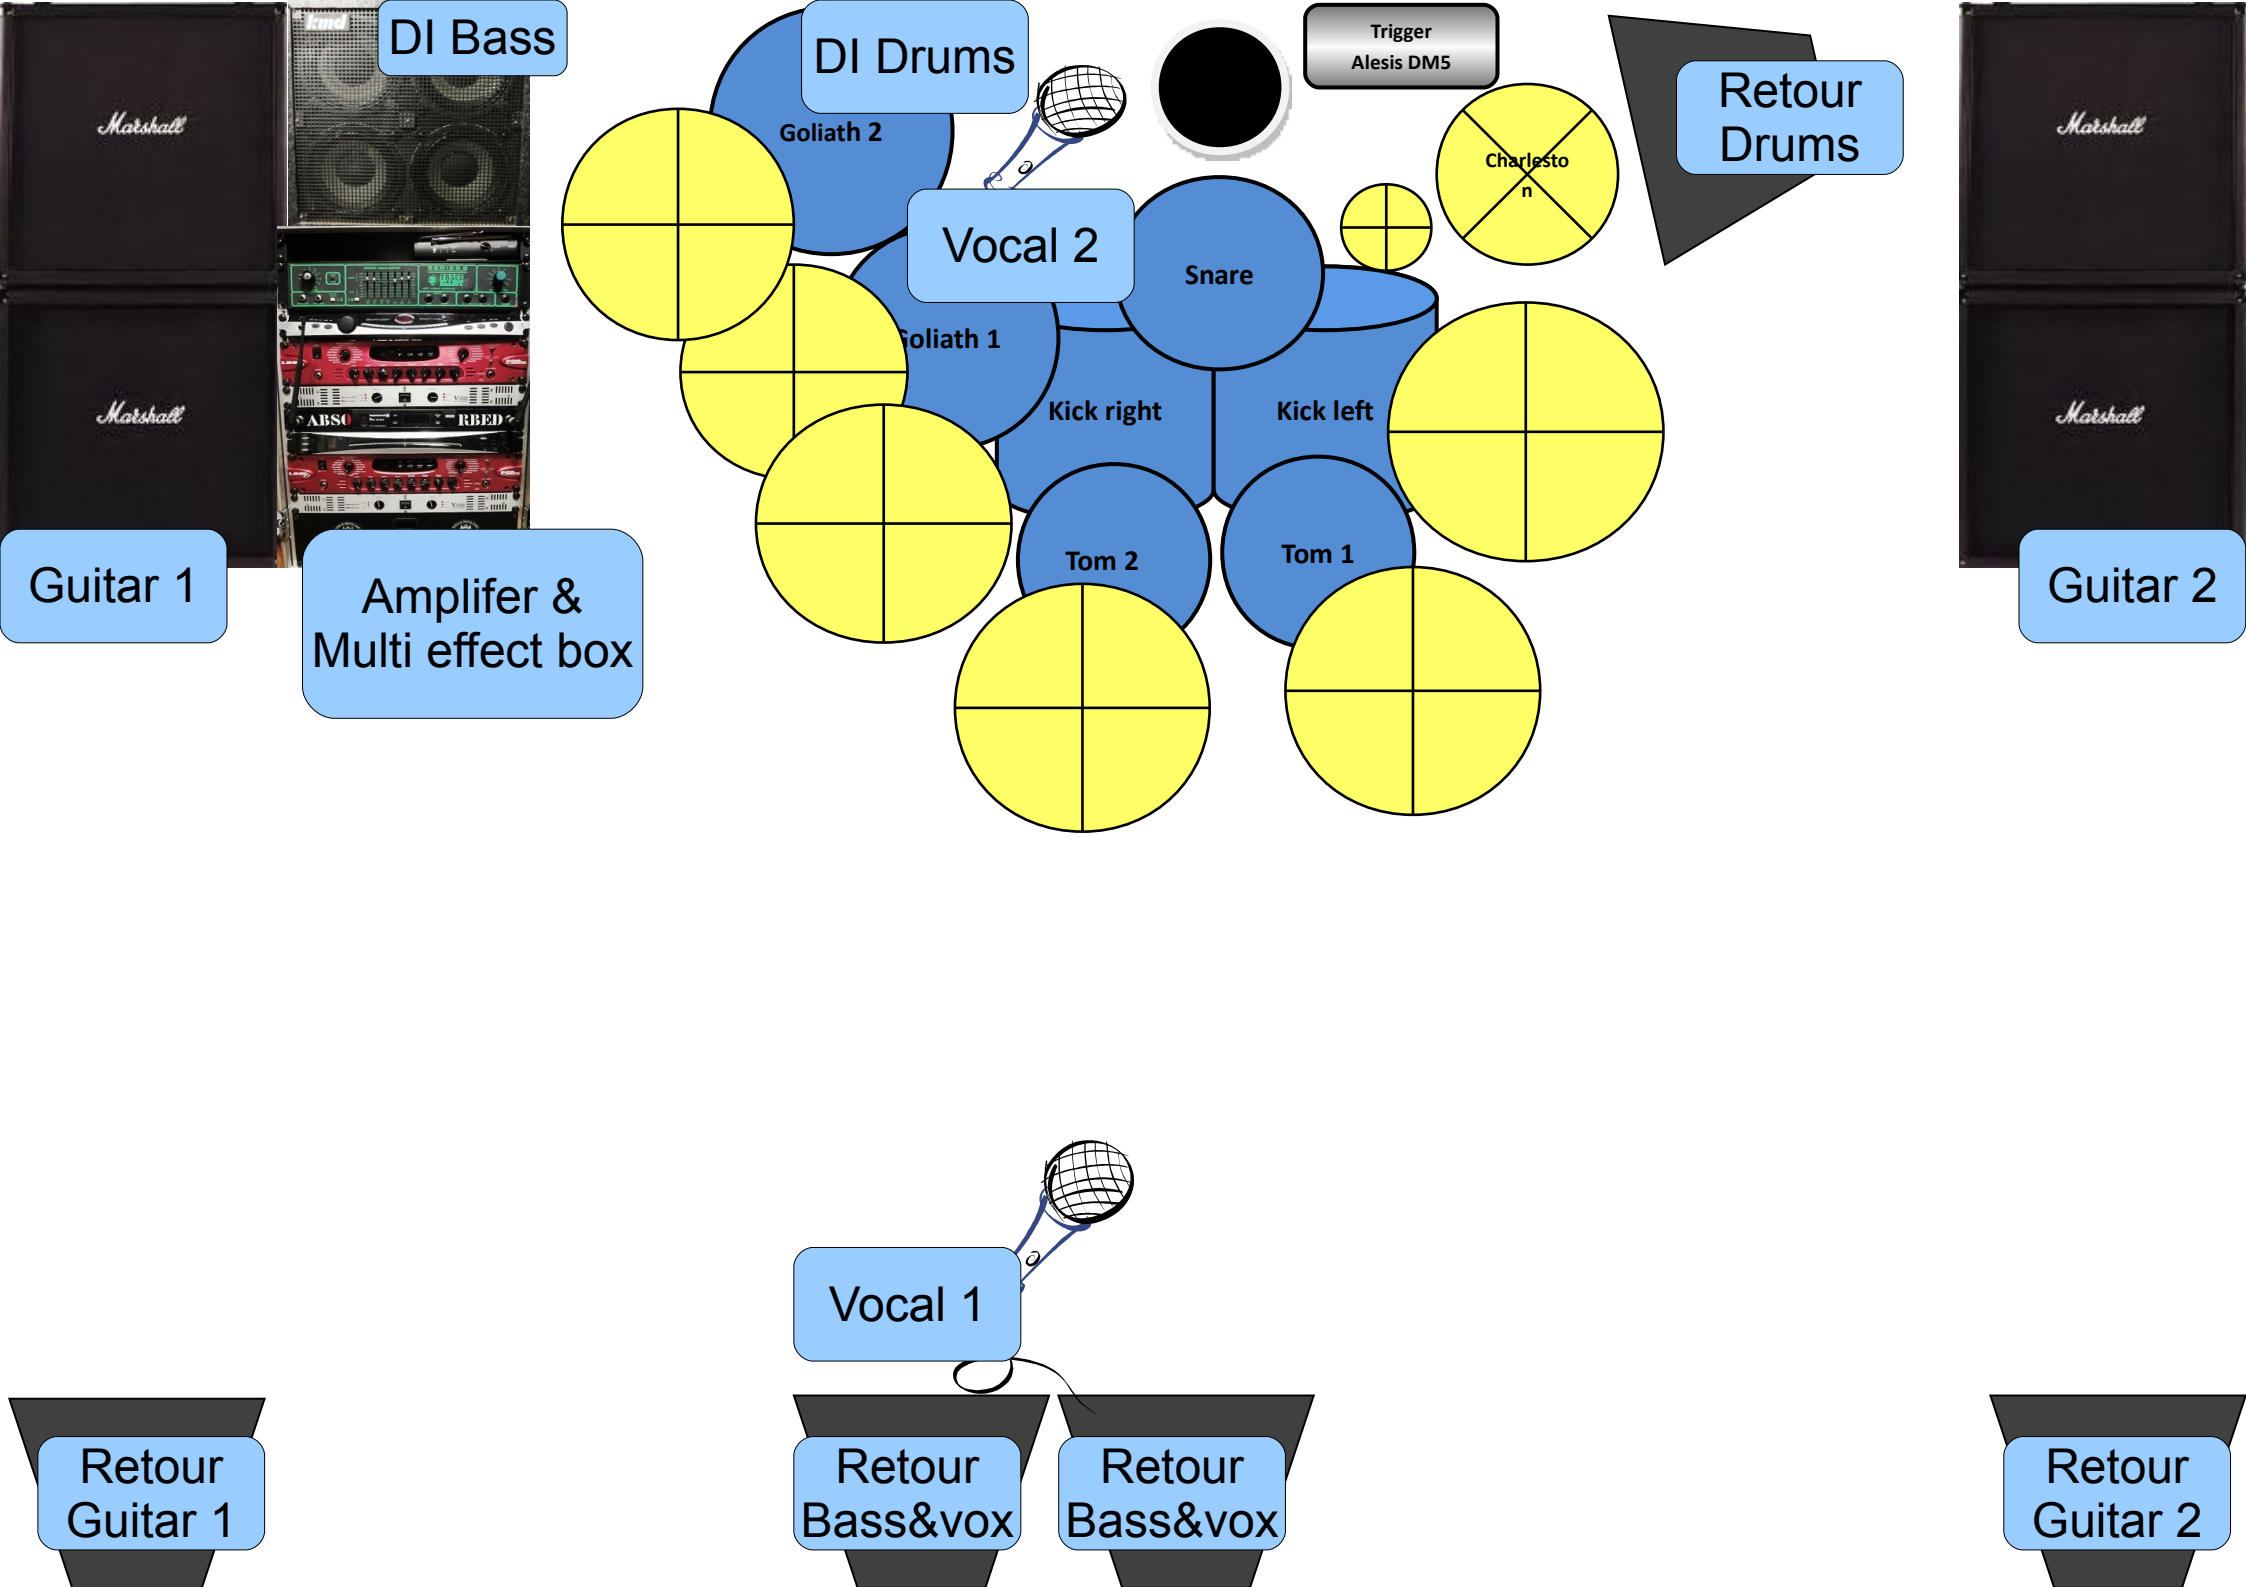 kmd
DI Bass
DI Drums
Trigger
Alesis DM5
Retour
Drums
Marshall
Marshall
Goliath 2
Charlesto
n
Vocal 2
Snare
Goliath 1
Kick right
Kick left
Marshall
Marshall
ABSO
RBED
Tom 2
Tom 1
Guitar 1
Amplifer &
Multi effect box
Guitar 2
Vocal 1
Retour
Guitar 1
Retour
Bass&vox
Retour
Bass&vox
Retour
Guitar 2